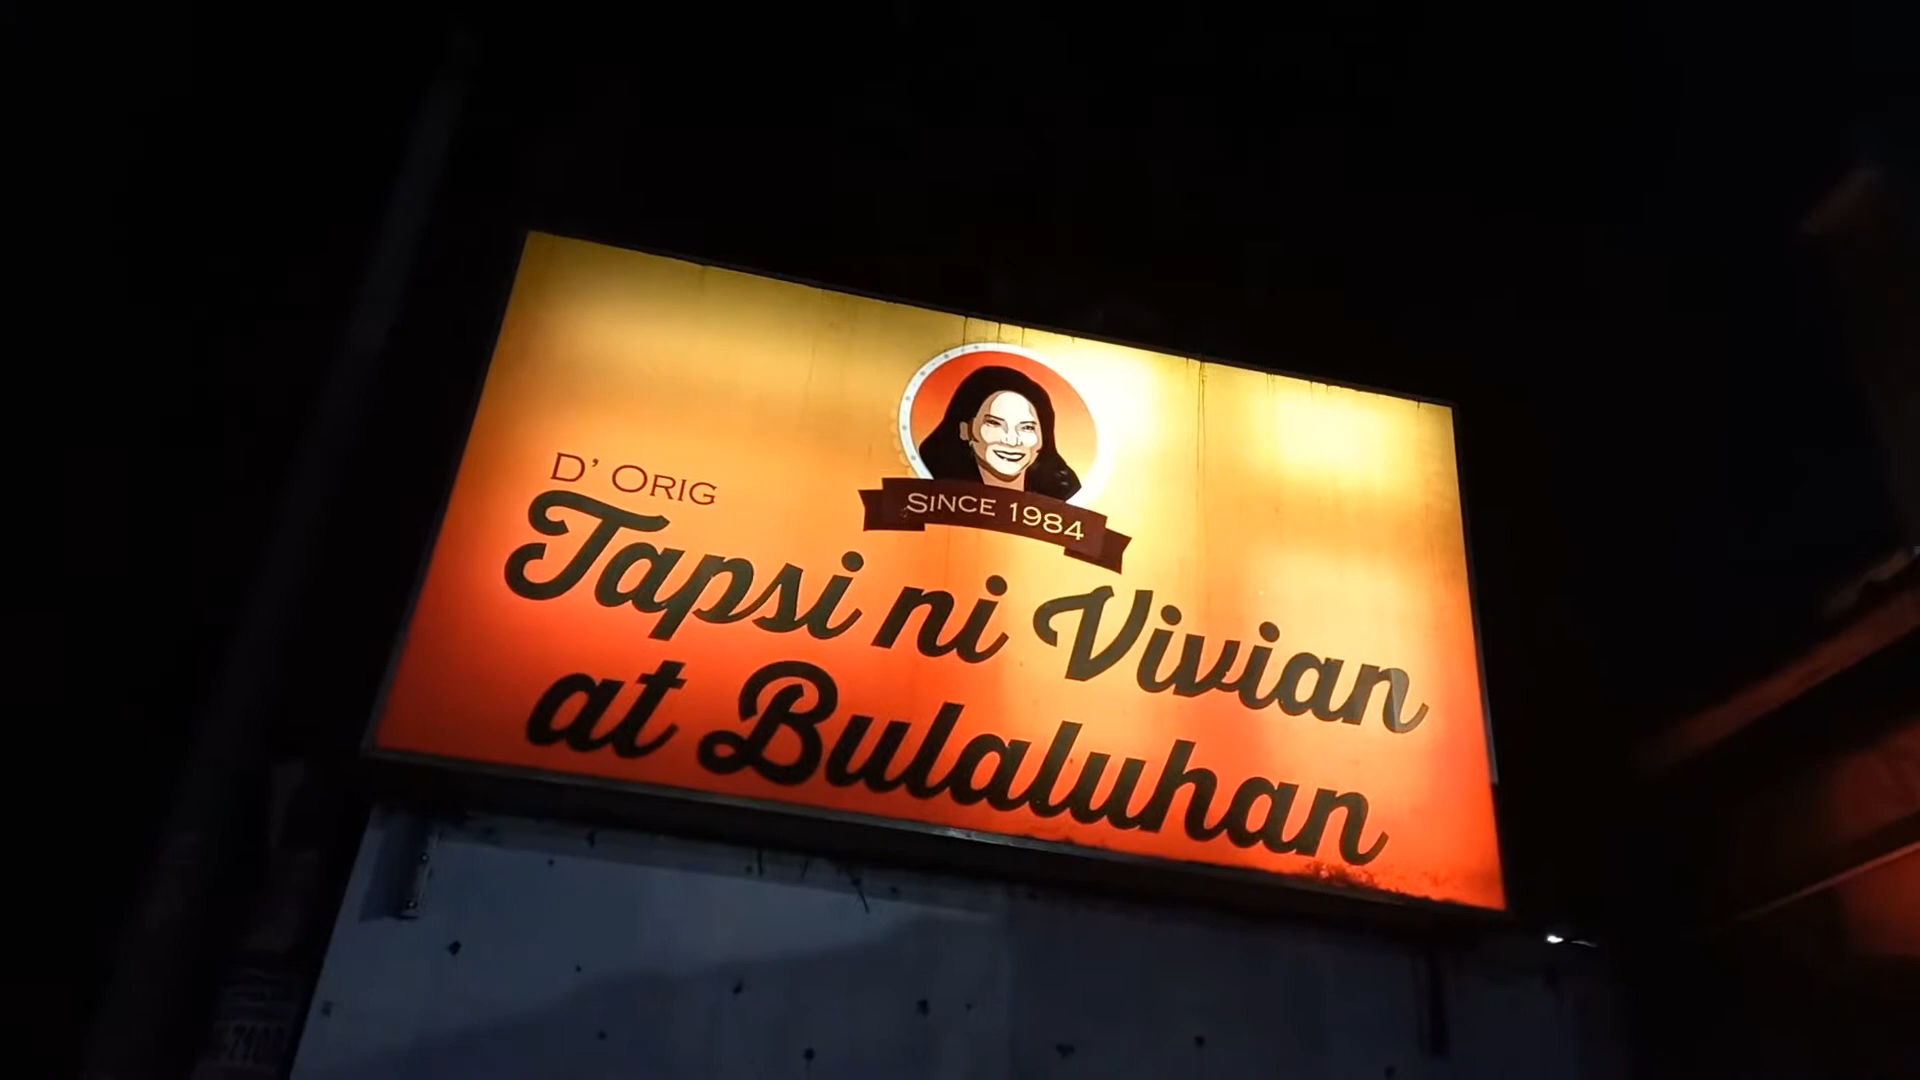 SINCE 1984
D' ORIG
Tapsi ni Vivian
at Bulaluhan